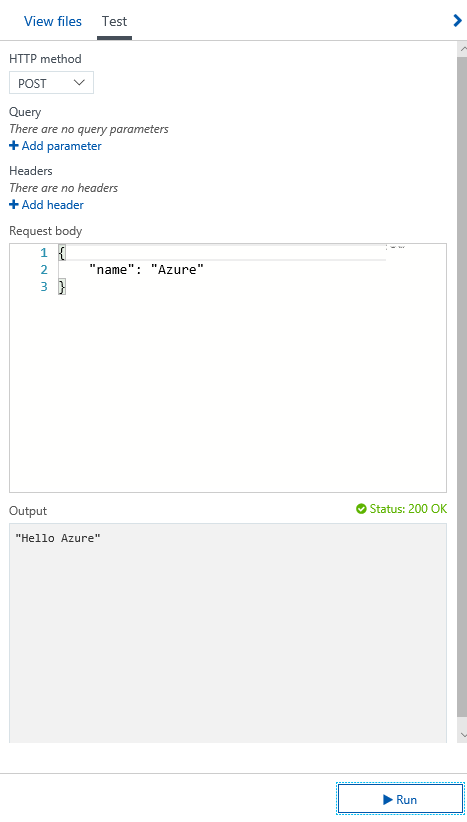 View files Test
HTTP method
POST
Query
There are no query parameters
+ Add parameter
Headers
There are no headers
+ Add header
Request body
1 {
2     "name": "Azure"
3 }
Output Status: 200 OK
"Hello Azure"
Run